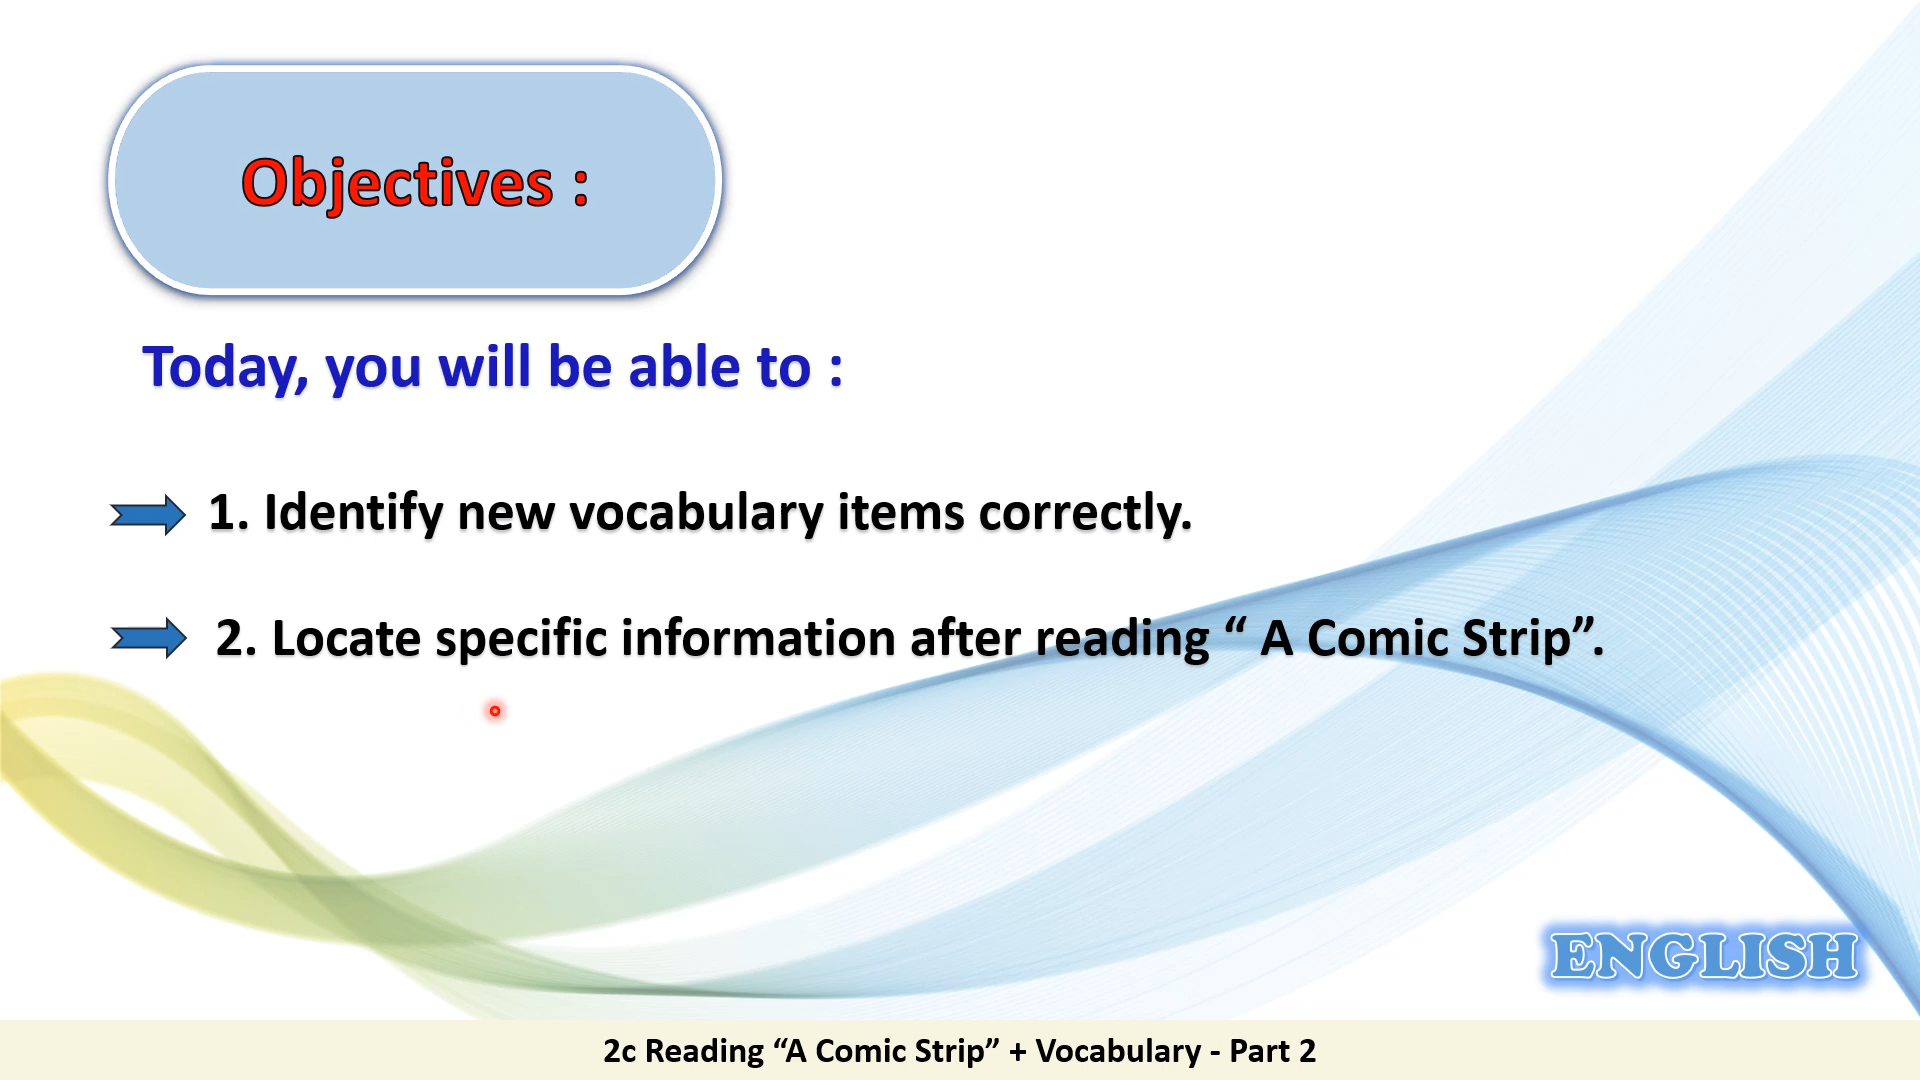 Objectives :
Today, you will be able to :
1. Identify new vocabulary items correctly.
2. Locate specific information after reading “ A Comic Strip”.
ENGLISH
2c Reading “A Comic Strip” + Vocabulary - Part 2